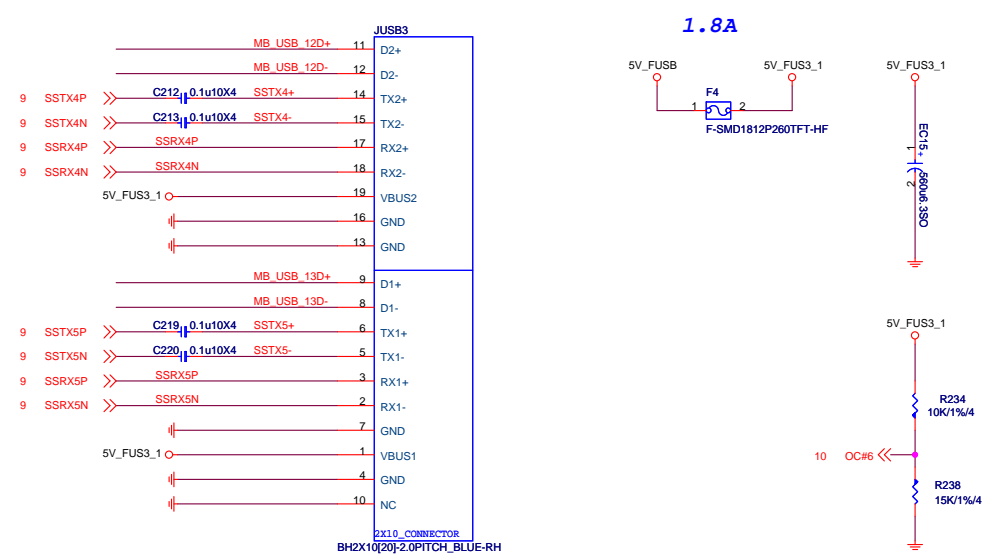 1.8A
JUSB3
MB_USB_12D+ 11 D2+
MB_USB_12D- 12 D2-
9 SSTX4P C212 0.1u10X4 SSTX4+ 14 TX2+
9 SSTX4N C213 0.1u10X4 SSTX4- 15 TX2-
9 SSRX4P SSRX4P 17 RX2+
9 SSRX4N SSRX4N 18 RX2-
5V_FUS3_1 19 VBUS2
16 GND
13 GND
MB_USB_13D+ 9 D1+
MB_USB_13D- 8 D1-
9 SSTX5P C219 0.1u10X4 SSTX5+ 6 TX1+
9 SSTX5N C220 0.1u10X4 SSTX5- 5 TX1-
9 SSRX5P SSRX5P 3 RX1+
9 SSRX5N SSRX5N 2 RX1-
7 GND
5V_FUS3_1 1 VBUS1
4 GND
10 NC
2X10_CONNECTOR
BH2X10[20]-2.0PITCH_BLUE-RH
5V_FUSB 5V_FUS3_1
F4
1 2
F-SMD1812P260TFT-HF
5V_FUS3_1
EC15 +
1
2
560u6.3SO
5V_FUS3_1
R234
10K/1%/4
10 OC#6
R238
15K/1%/4